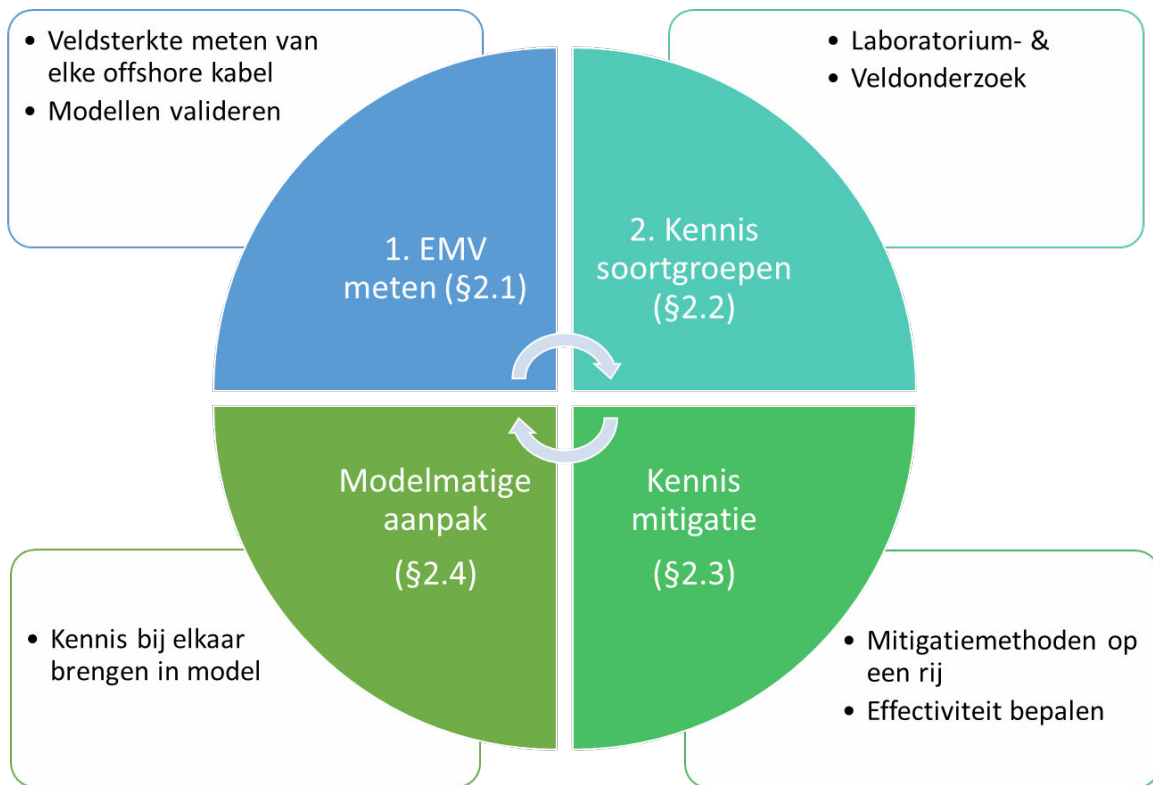 • Veldsterkte meten van
elke offshore kabel
• Modellen valideren
• Laboratorium- &
• Veldonderzoek
1. EMV
meten (§2.1)
2. Kennis
soortgroepen
(§2.2)
Modelmatige
aanpak
(§2.4)
Kennis
mitigatie
(§2.3)
• Kennis bij elkaar
brengen in model
• Mitigatiemethoden op
een rij
• Effectiviteit bepalen